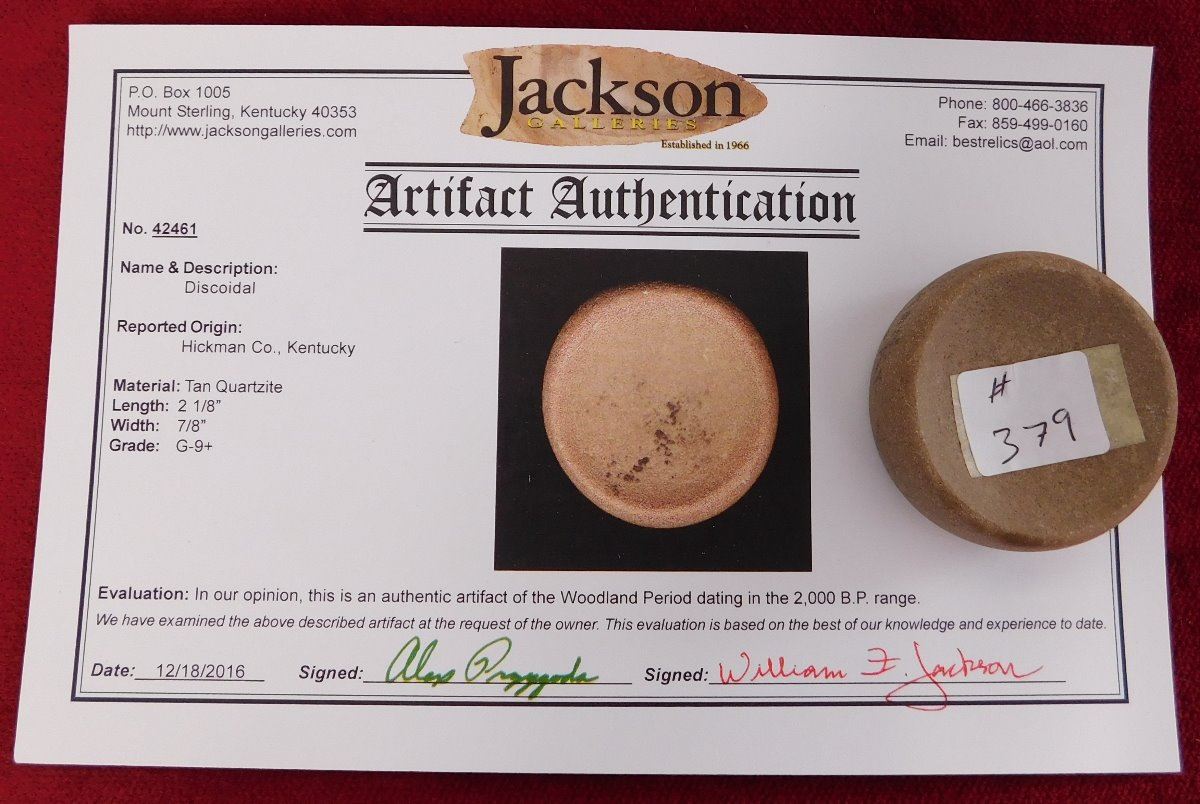 P.O. Box 1005
Mount Sterling, Kentucky 40353
http://www.jacksongalleries.com
Jackson
GALLERIES
Established in 1966
Phone: 800-466-3836
Fax: 859-499-0160
Email: bestrelics@aol.com
Artifact Authentication
No. 42461
Name & Description:
Discoidal
Reported Origin:
Hickman Co., Kentucky
Material: Tan Quartzite
Length: 2 1/8"
Width: 7/8"
Grade: G-9+
#
379
Evaluation: In our opinion, this is an authentic artifact of the Woodland Period dating in the 2,000 B.P. range.
We have examined the above described artifact at the request of the owner. This evaluation is based on the best of our knowledge and experience to date.
Date: 12/18/2016 Signed: Alex Przygoda Signed: William F. Jackson